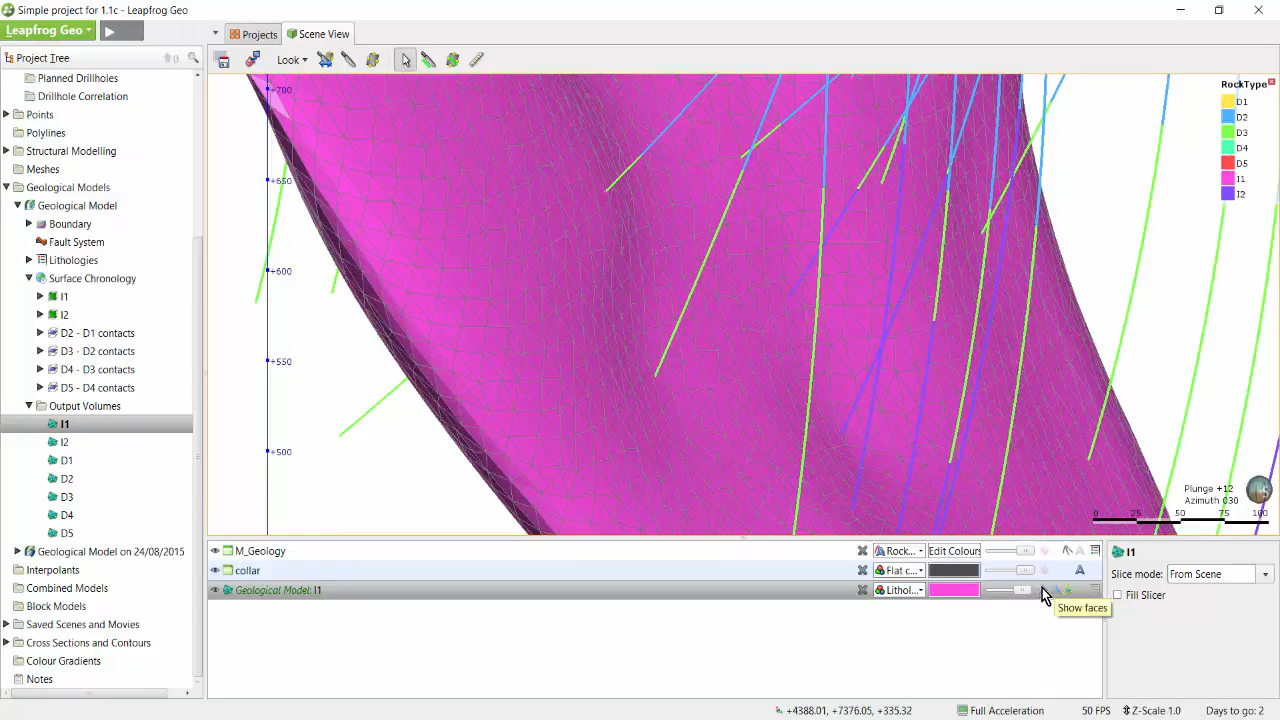 Simple project for 1.1c - Leapfrog Geo
Leapfrog Geo
Projects
Scene View
Project Tree
Look
Planned Drillholes
Drillhole Correlation
Points
Polylines
Structural Modelling
Meshes
Geological Models
Geological Model
Boundary
Fault System
Lithologies
Surface Chronology
I1
I2
D2 - D1 contacts
D3 - D2 contacts
D4 - D3 contacts
D5 - D4 contacts
Output Volumes
I1
I2
D1
D2
D3
D4
D5
Geological Model on 24/08/2015
Interpolants
Combined Models
Block Models
Saved Scenes and Movies
Cross Sections and Contours
Colour Gradients
Notes
+700
+650
+600
+550
+500
RockType
D1
D2
D3
D4
D5
I1
I2
Plunge +12
Azimuth 030
0 25 50 75 100
M_Geology Rock... Edit Colours
collar Flat c...
Geological Model: I1 Lithol...
Show faces
I1
Slice mode: From Scene
Fill Slicer
+4388.01, +7376.05, +335.32
Full Acceleration
50 FPS
Z-Scale 1.0
Days to go: 2